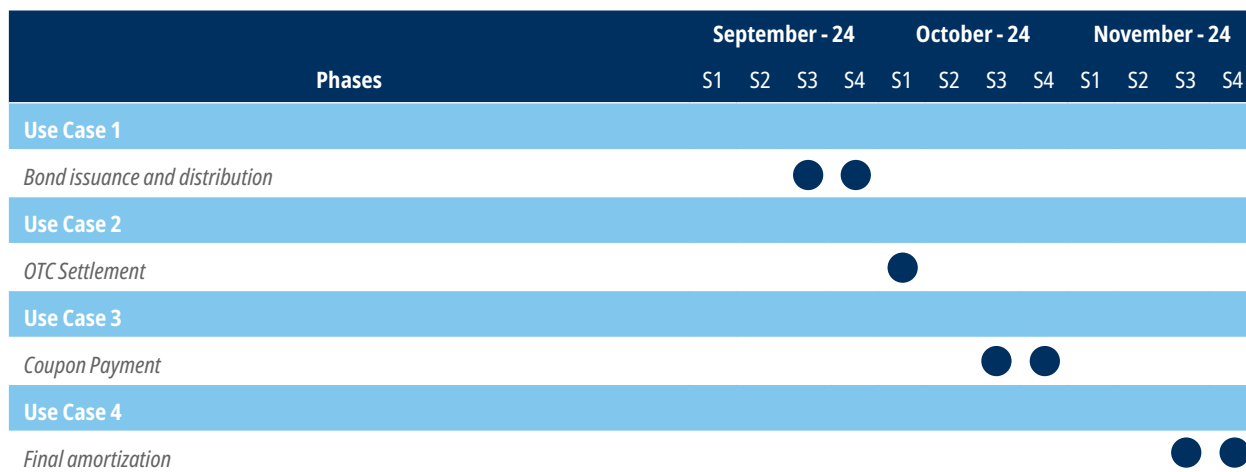 September - 24 October - 24 November - 24
Phases S1 S2 S3 S4 S1 S2 S3 S4 S1 S2 S3 S4
Use Case 1
Bond issuance and distribution
Use Case 2
OTC Settlement
Use Case 3
Coupon Payment
Use Case 4
Final amortization